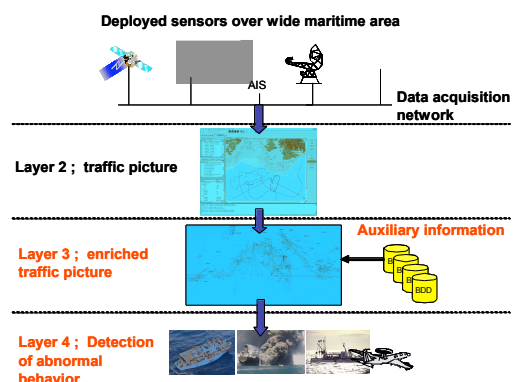 Deployed sensors over wide maritime area
AIS
Data acquisition
network
Layer 2 ; traffic picture
Auxiliary information
Layer 3 ; enriched
traffic picture
BDD
Layer 4 ; Detection
of abnormal
behavior